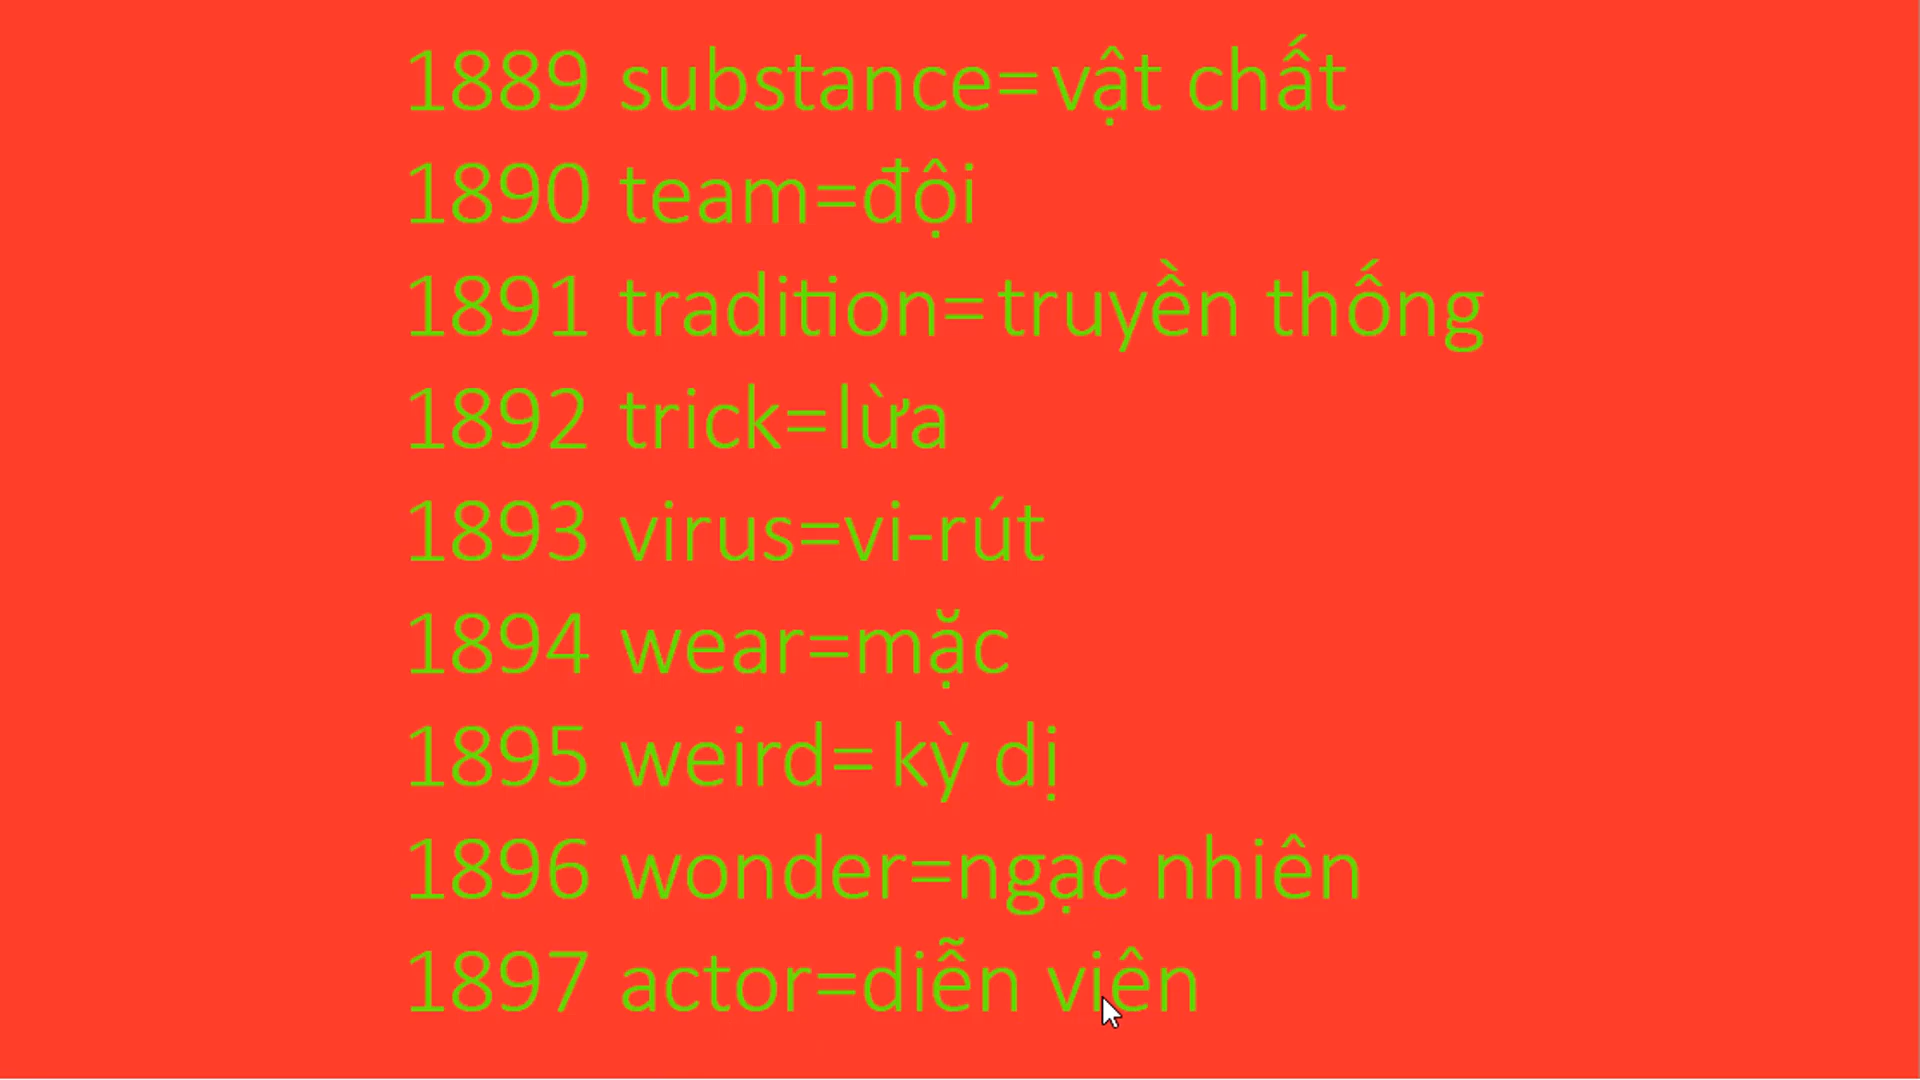 1889 substance=vật chất
1890 team=đội
1891 tradition=truyền thống
1892 trick=lừa
1893 virus=vi-rút
1894 wear=mặc
1895 weird=kỳ dị
1896 wonder=ngạc nhiên
1897 actor=diễn viên